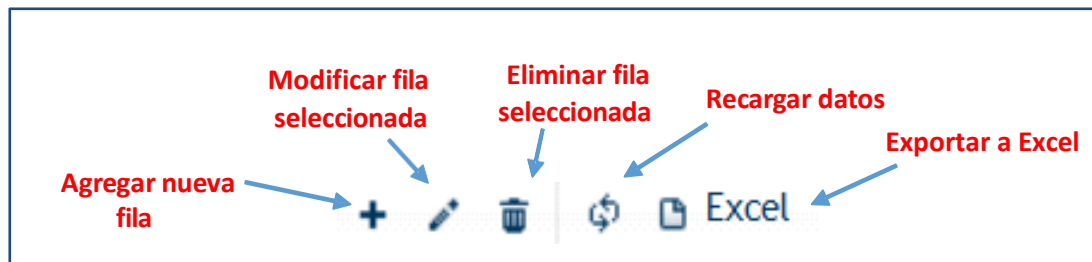 Modificar fila
seleccionada
Eliminar fila
seleccionada
Recargar datos
Exportar a Excel
Agregar nueva
fila
Excel